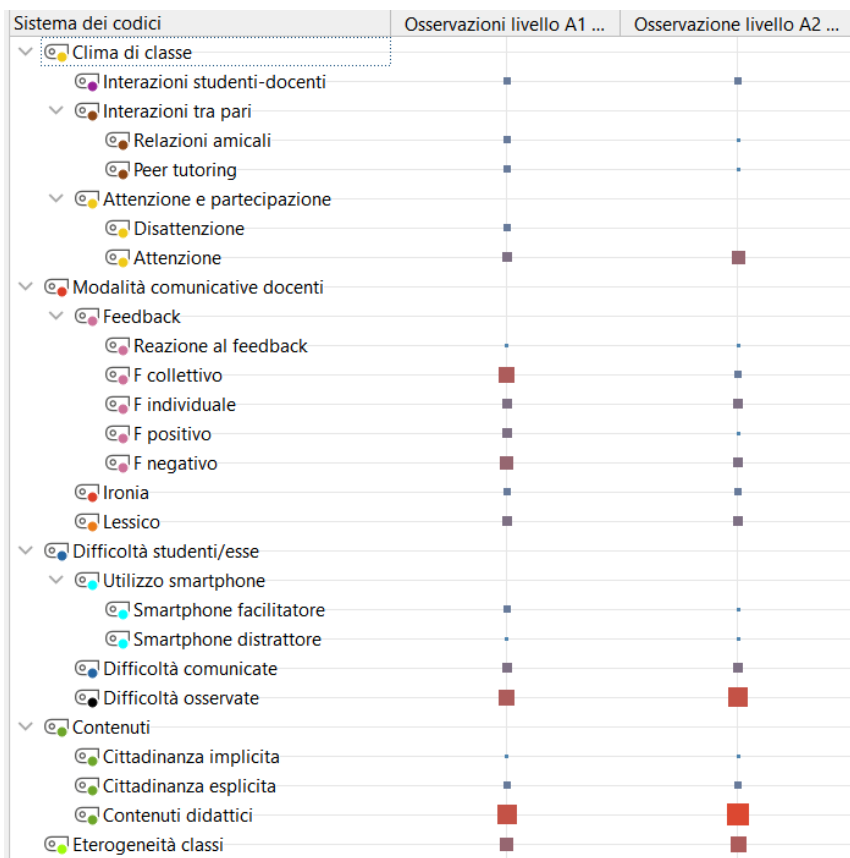 Sistema dei codici Osservazioni livello A1 ... Osservazione livello A2 ...
Clima di classe
Interazioni studenti-docenti
Interazioni tra pari
Relazioni amicali
Peer tutoring
Attenzione e partecipazione
Disattenzione
Attenzione
Modalità comunicative docenti
Feedback
Reazione al feedback
F collettivo
F individuale
F positivo
F negativo
Ironia
Lessico
Difficoltà studenti/esse
Utilizzo smartphone
Smartphone facilitatore
Smartphone distrattore
Difficoltà comunicate
Difficoltà osservate
Contenuti
Cittadinanza implicita
Cittadinanza esplicita
Contenuti didattici
Eterogeneità classi